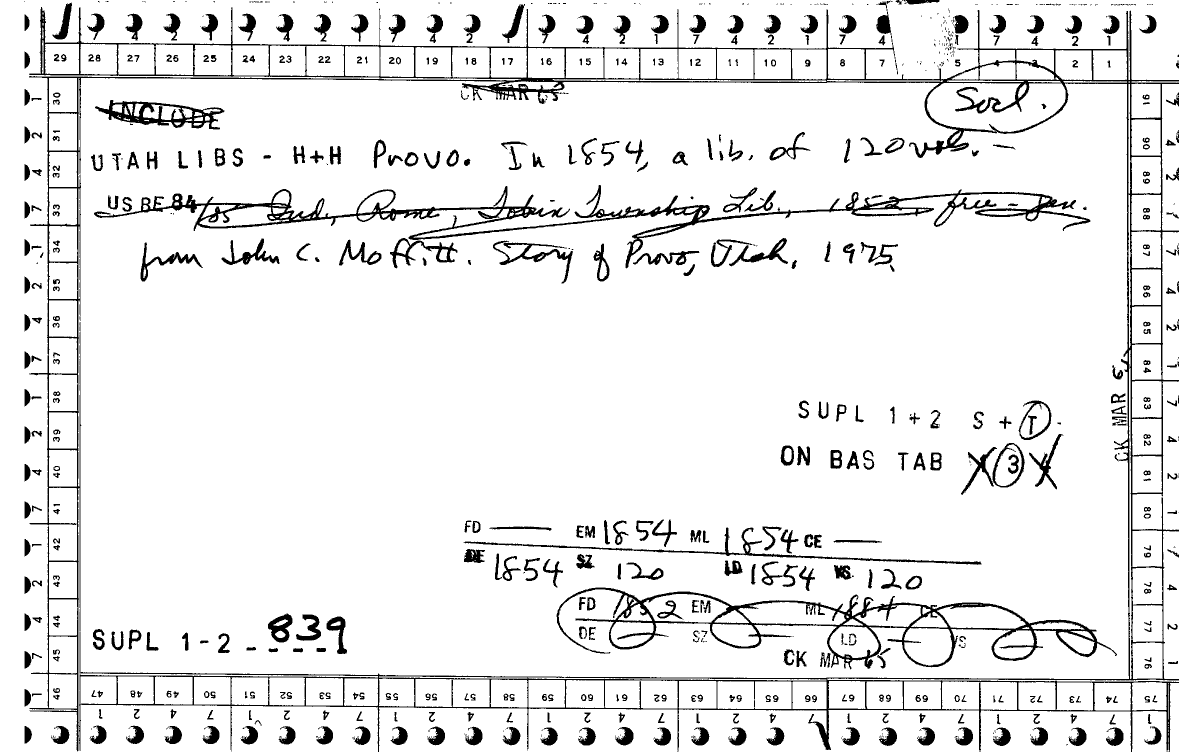 7 4 2 1 7 4 2 1 7 4 2 1 7 4 2 1 7 4 2 1 7 4 7 4 2 1
29 28 27 26 25 24 23 22 21 20 19 18 17 16 15 14 13 12 11 10 9 8 7 5 4 3 2 1
CK MAR 65
INCLUDE
Socl.
UTAH LIBS - H+H Provo. In 1854, a lib. of 120 vols. -
US BE 84/85 Ind., Rome, Tobin Township Lib., 1852, free - gen.
from John C. Moffitt. Story of Provo, Utah, 1975.
SUPL 1+2 S + T.
ON BAS TAB 3 4
FD — EM 1854 ML 1854 CE —
DE 1854 SZ 120 LD 1854 VS 120
FD 1852 EM — ML 1884 CE —
DE — SZ — LD — VS
CK MAR 65
SUPL 1-2 - - - - - 839
CK MAR 65
30 31 32 33 34 35 36 37 38 39 40 41 42 43 44 45 46
91 90 89 88 87 86 85 84 83 82 81 80 79 78 77 76 75
47 48 49 50 51 52 53 54 55 56 57 58 59 60 61 62 63 64 65 66 67 68 69 70 71 72 73 74
1 2 4 7 1 2 4 7 1 2 4 7 1 2 4 7 1 2 4 7 1 2 4 7 1 2 4 7